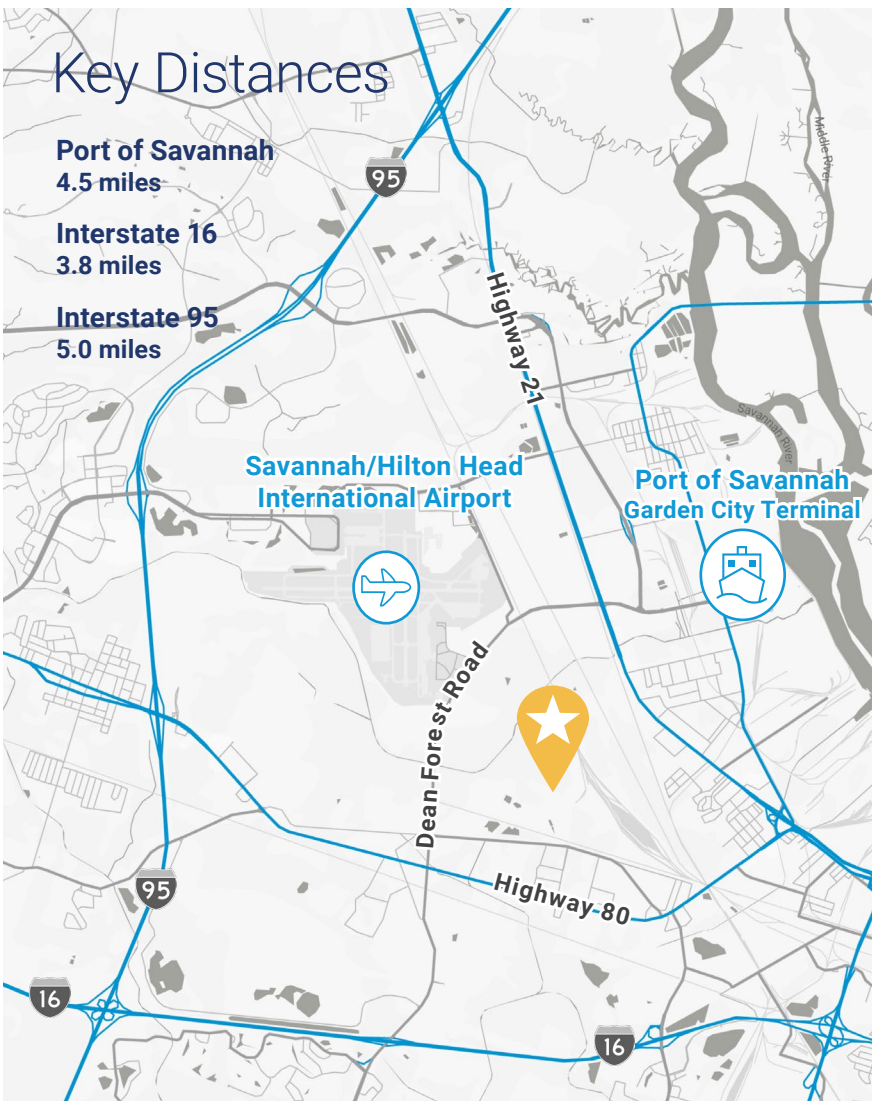 Key Distances
Port of Savannah
4.5 miles
Interstate 16
3.8 miles
Interstate 95
5.0 miles
95
Middle River
Highway 21
Savannah River
Savannah/Hilton Head
International Airport
Port of Savannah
Garden City Terminal
Dean Forest Road
Highway 80
95
16
16